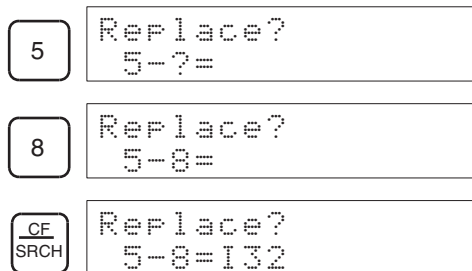 5
Replace?
5-?=
8
Replace?
5-8=
CF
SRCH
Replace?
5-8=I32